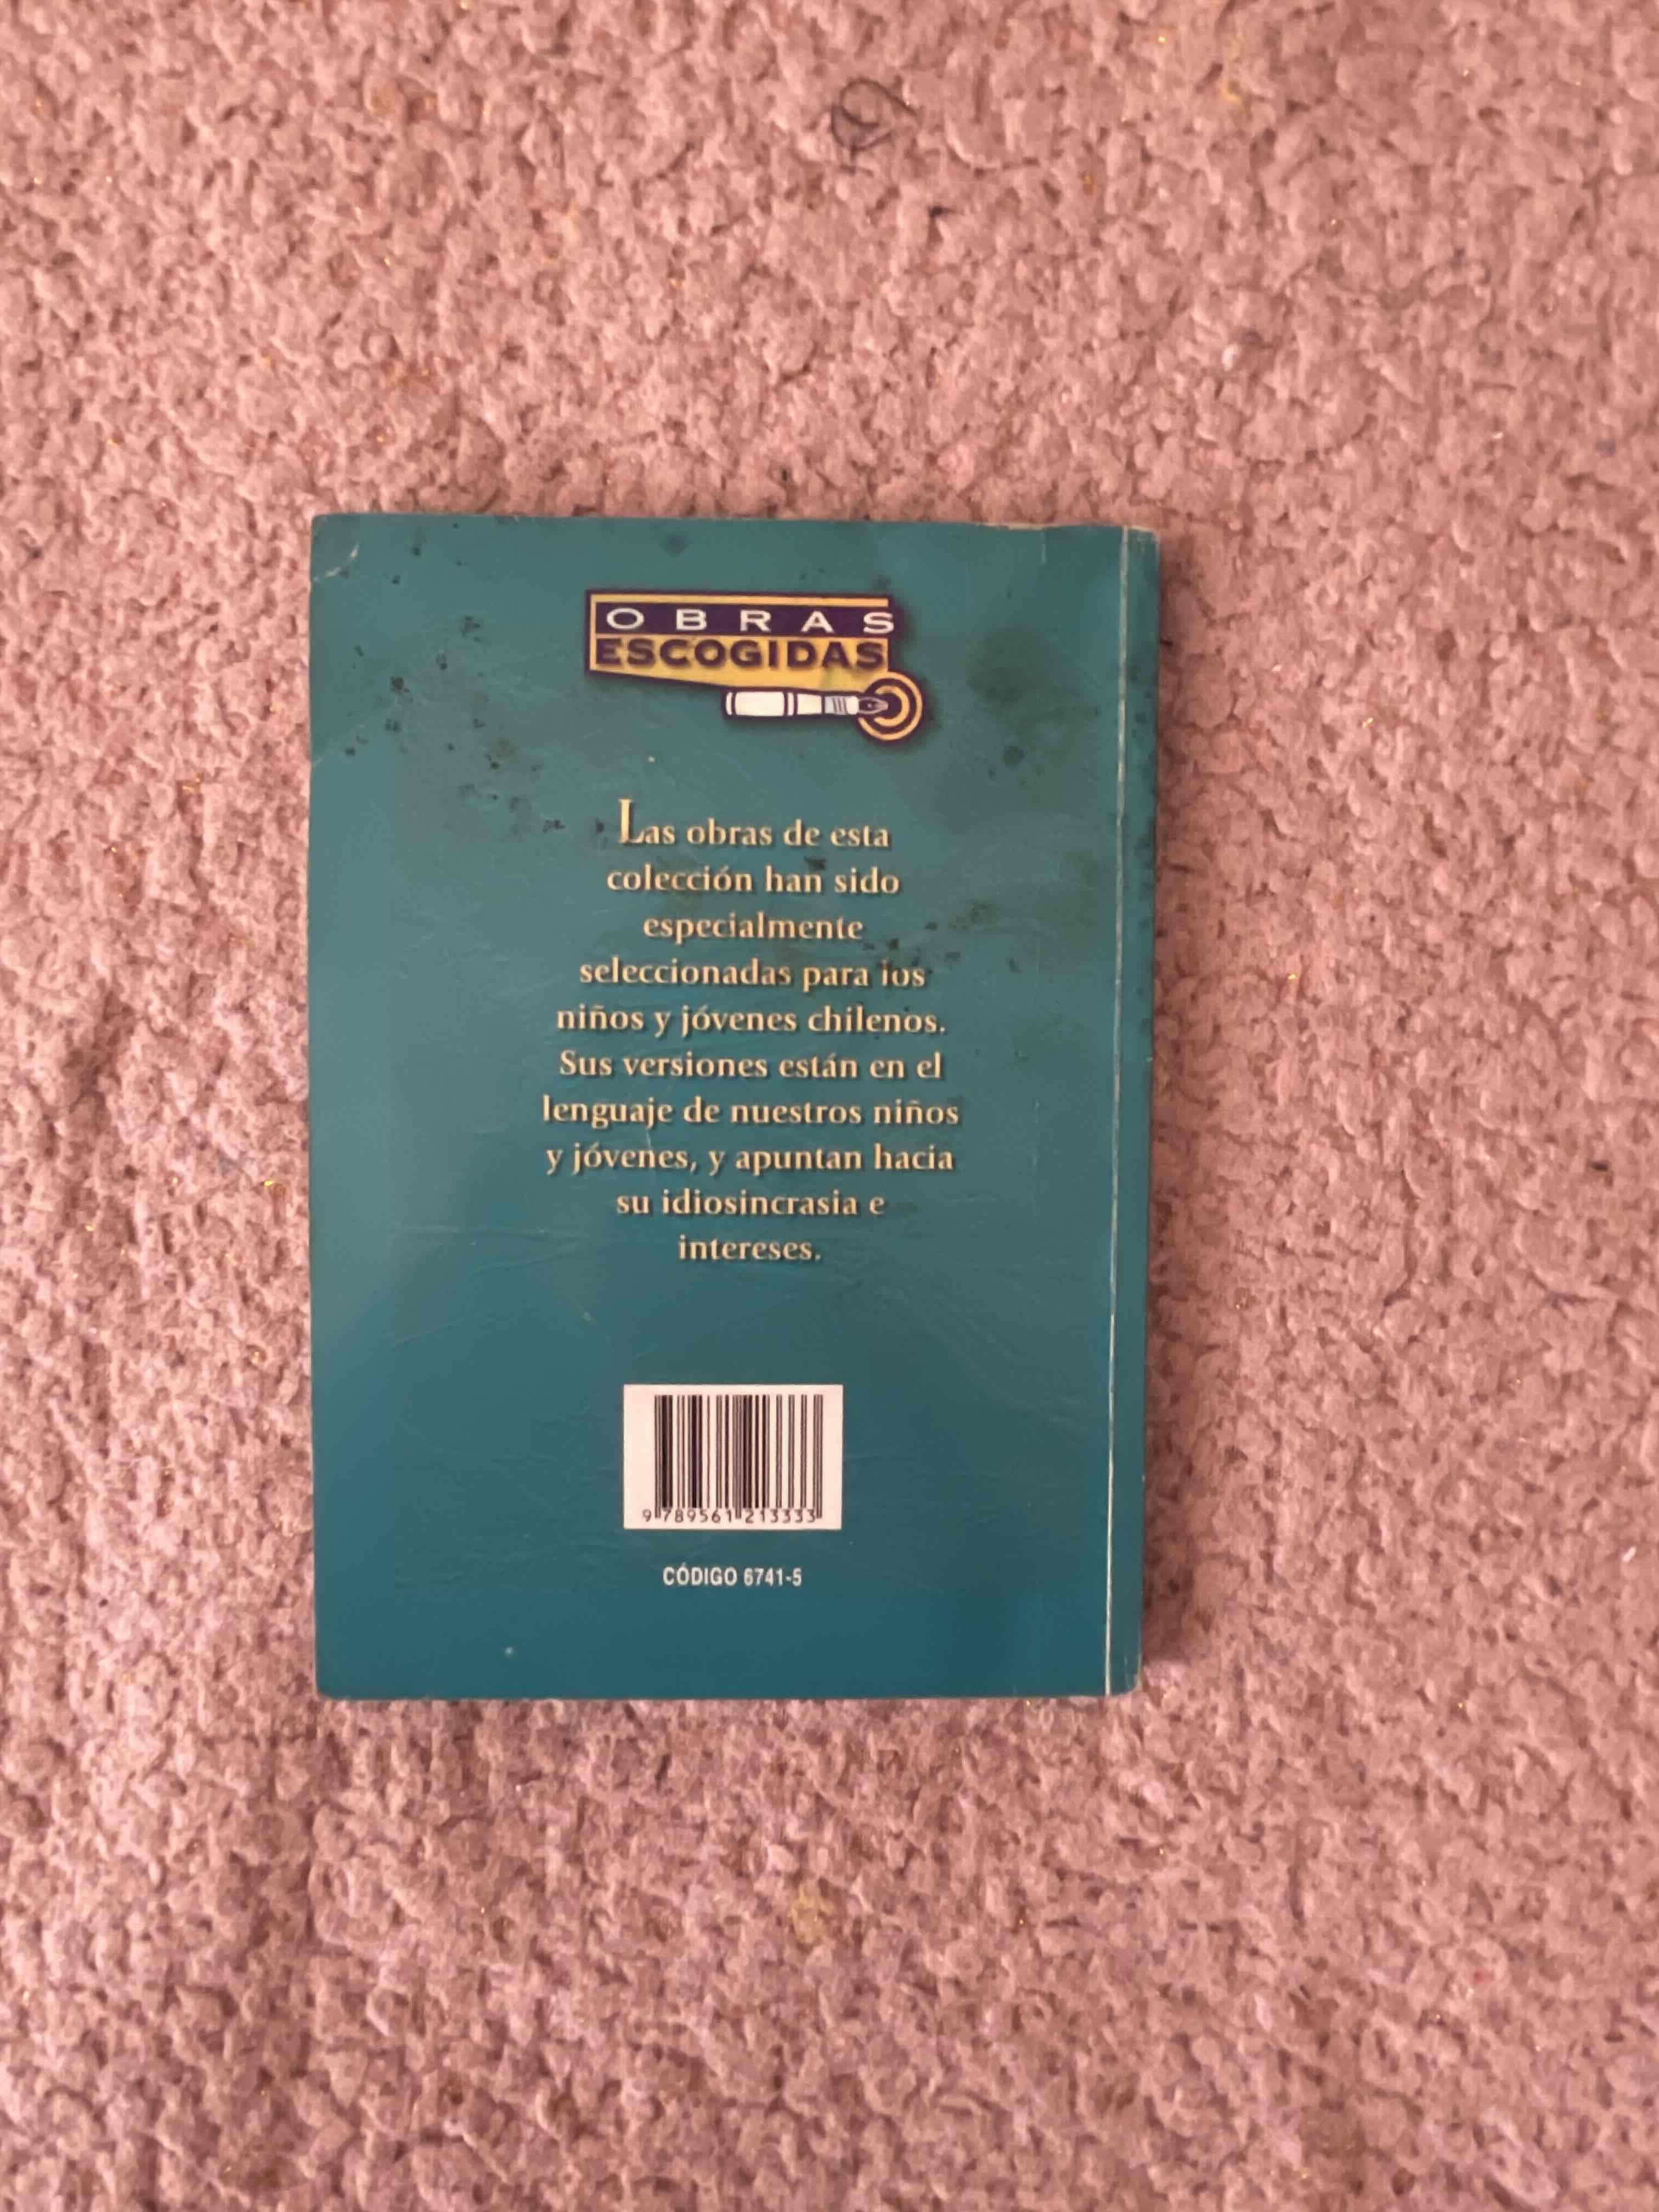 OBRAS
ESCOGIDAS
Las obras de esta
colección han sido
especialmente
seleccionadas para los
niños y jóvenes chilenos.
Sus versiones están en el
lenguaje de nuestros niños
y jóvenes, y apuntan hacia
su idiosincrasia e
intereses.
9 789561 213333
CÓDIGO 6741-5